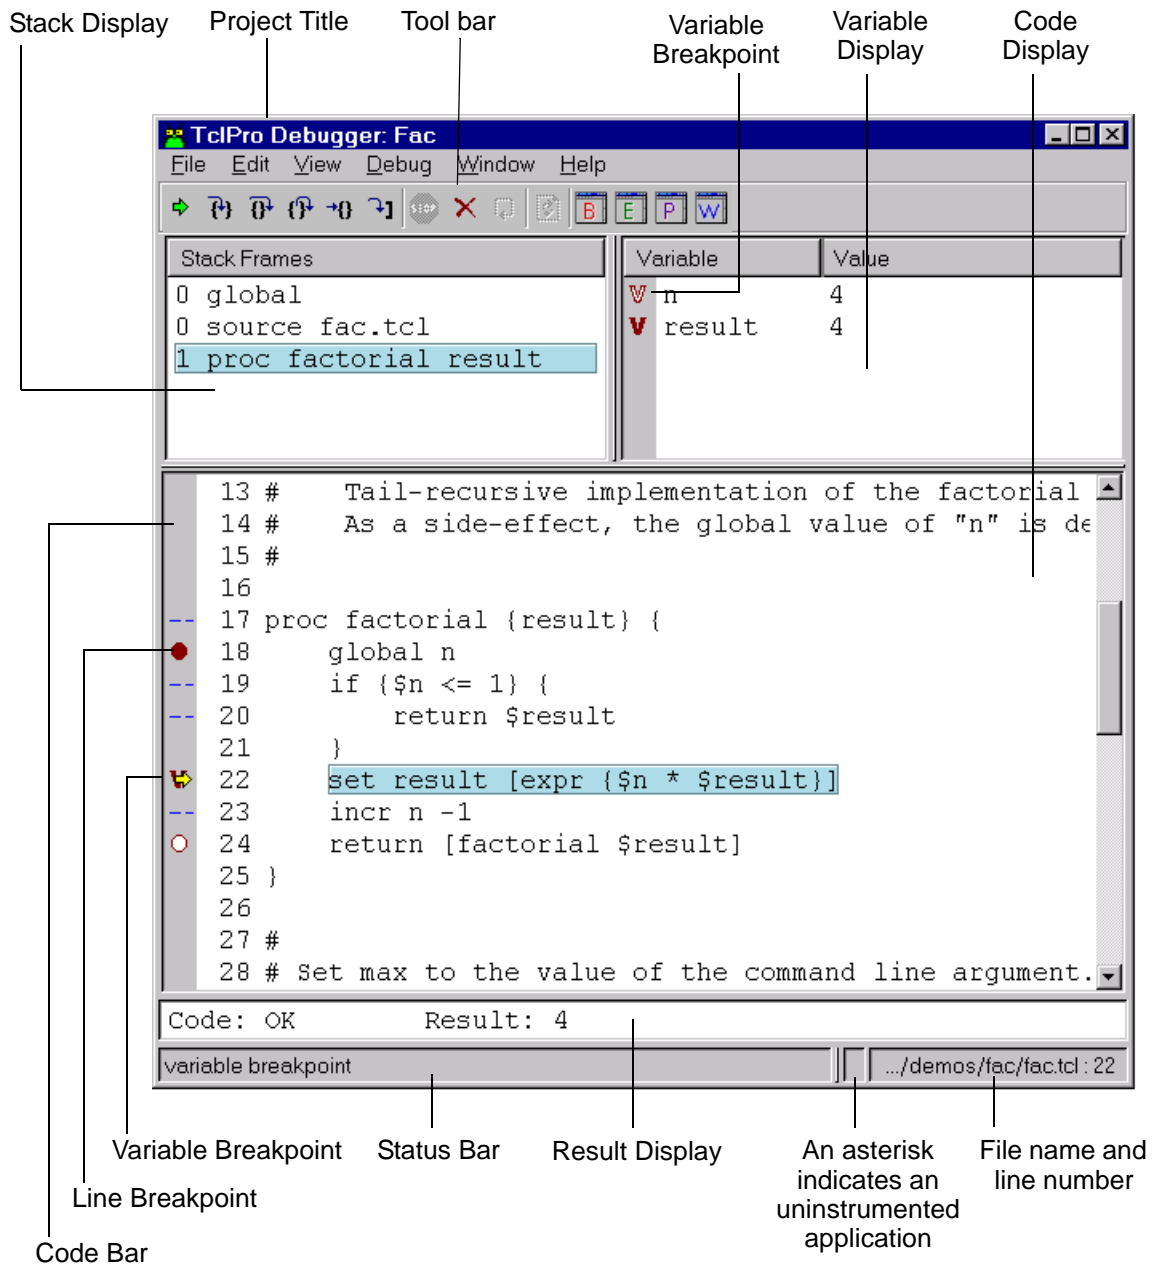 Stack Display
Project Title
Tool bar
Variable
Breakpoint
Variable
Display
Code
Display
TclPro Debugger: Fac
File Edit View Debug Window Help
STOP
B E P W
Stack Frames
Variable Value
0 global
0 source fac.tcl
1 proc factorial result
V n 4
V result 4
13 # Tail-recursive implementation of the factorial
14 # As a side-effect, the global value of "n" is de
15 #
16
17 proc factorial {result} {
18 global n
19 if {$n <= 1} {
20 return $result
21 }
22 set result [expr {$n * $result}]
23 incr n -1
24 return [factorial $result]
25 }
26
27 #
28 # Set max to the value of the command line argument.
Code: OK Result: 4
variable breakpoint
.../demos/fac/fac.tcl : 22
Variable Breakpoint
Status Bar
Result Display
An asterisk
indicates an
uninstrumented
application
File name and
line number
Line Breakpoint
Code Bar